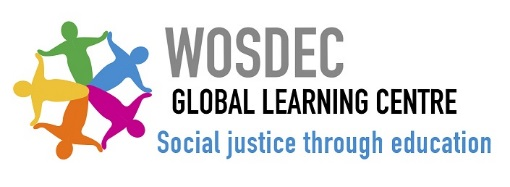 WOSDEC
GLOBAL LEARNING CENTRE
Social justice through education